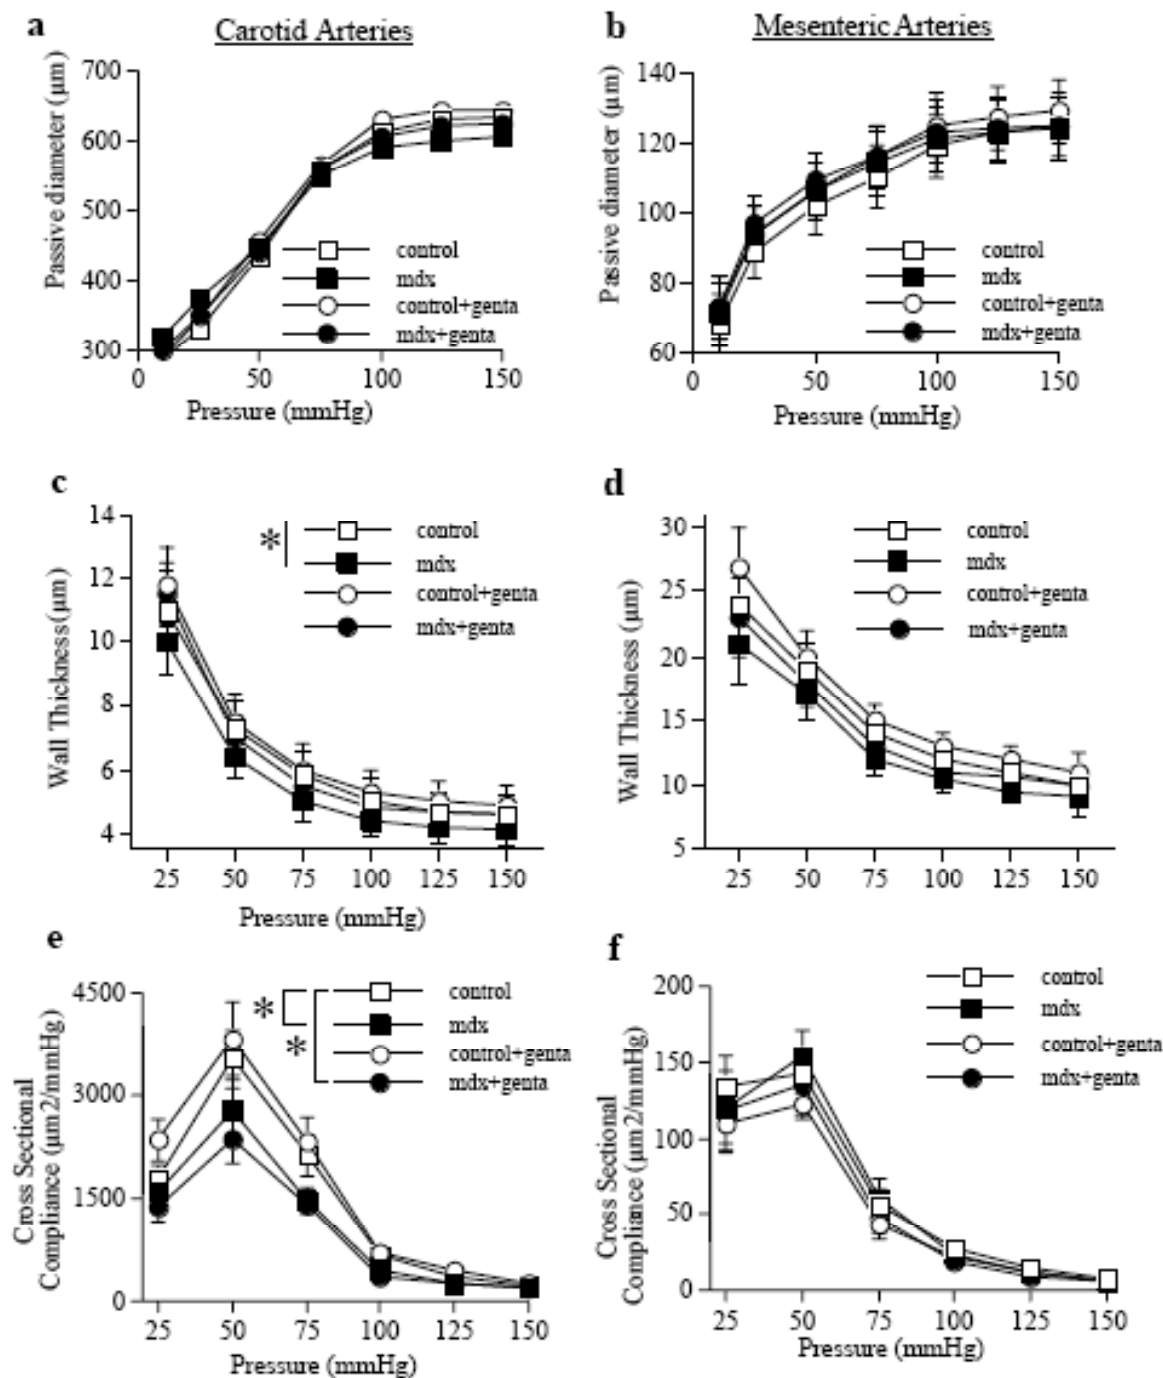 a
Carotid Arteries
Passive diameter (μm)
700
600
500
400
300
0
50
100
150
Pressure (mmHg)
control
mdx
control+genta
mdx+genta
b
Mesenteric Arteries
Passive diameter (μm)
140
120
100
80
60
0
50
100
150
Pressure (mmHg)
control
mdx
control+genta
mdx+genta
c
Wall Thickness (μm)
14
12
10
8
6
4
25
50
75
100
125
150
Pressure (mmHg)
*
control
mdx
control+genta
mdx+genta
d
Wall Thickness (μm)
30
25
20
15
10
5
25
50
75
100
125
150
control
mdx
control+genta
mdx+genta
e
Cross Sectional
Compliance (μm2/mmHg)
4500
3000
1500
0
25
50
75
100
125
150
Pressure (mmHg)
*
*
control
mdx
control+genta
mdx+genta
f
Cross Sectional
Compliance (μm2/mmHg)
200
150
100
50
0
25
50
75
100
125
150
Pressure (mmHg)
control
mdx
control+genta
mdx+genta